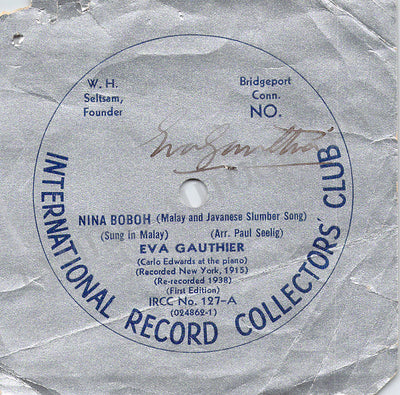 W. H.
Seltsam,
Founder
Bridgeport
Conn.
NO.
Eva Gauthier
NINA BOBOH (Malay and Javanese Slumber Song)
(Sung in Malay) (Arr. Paul Seelig)
EVA GAUTHIER
(Carlo Edwards at the piano)
(Recorded New York, 1915)
(Re-recorded 1938)
(First Edition)
IRCC No. 127-A
(024862-1)
INTERNATIONAL RECORD COLLECTORS' CLUB